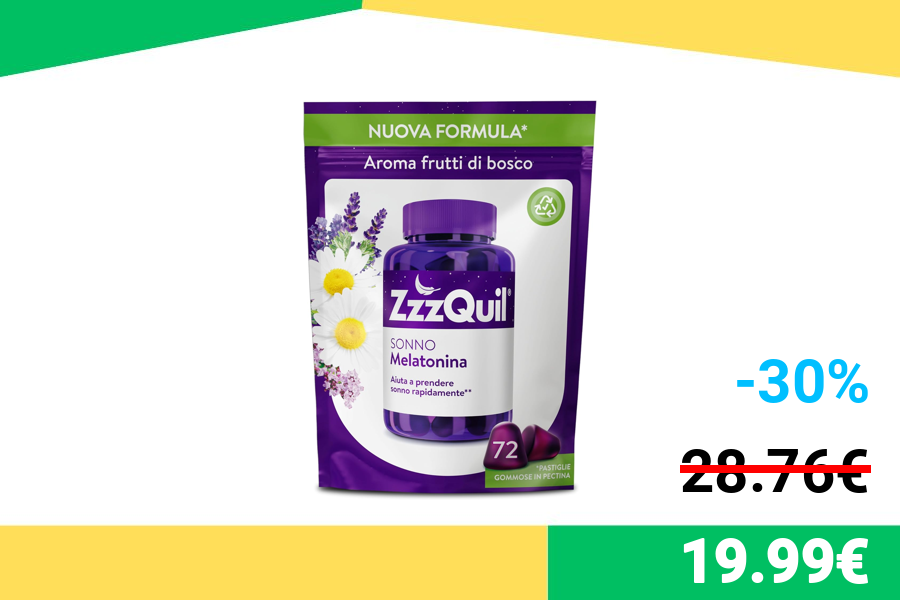 NUOVA FORMULA*
Aroma frutti di bosco
ZzzQuil®
SONNO
Melatonina
Aiuta a prendere
sonno rapidamente**
72
*PASTIGLIE
GOMMOSE IN PECTINA
-30%
28.76€
19.99€